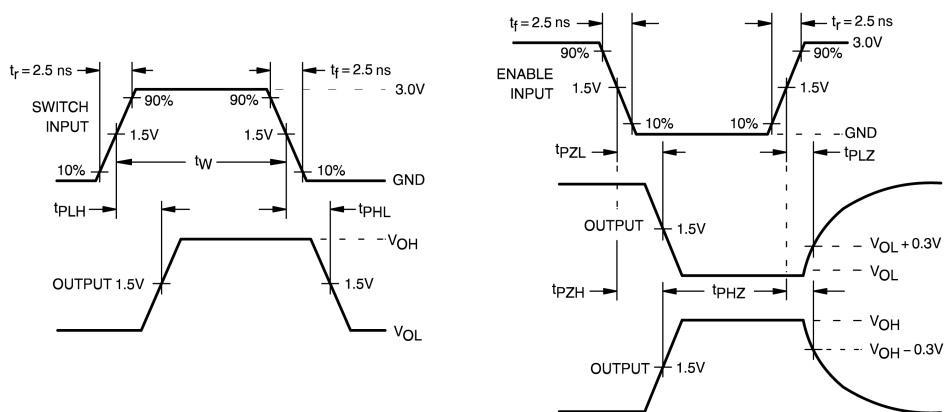 tr = 2.5 ns
tf = 2.5 ns
SWITCH
INPUT
90%
90%
3.0V
1.5V
1.5V
10%
10%
tW
GND
tPLH
tPHL
VOH
OUTPUT 1.5V
1.5V
VOL
tf = 2.5 ns
tr = 2.5 ns
3.0V
90%
90%
ENABLE
INPUT
1.5V
1.5V
10%
10%
GND
tPZL
tPLZ
OUTPUT
1.5V
VOL + 0.3V
VOL
tPZH
tPHZ
VOH
VOH – 0.3V
OUTPUT
1.5V